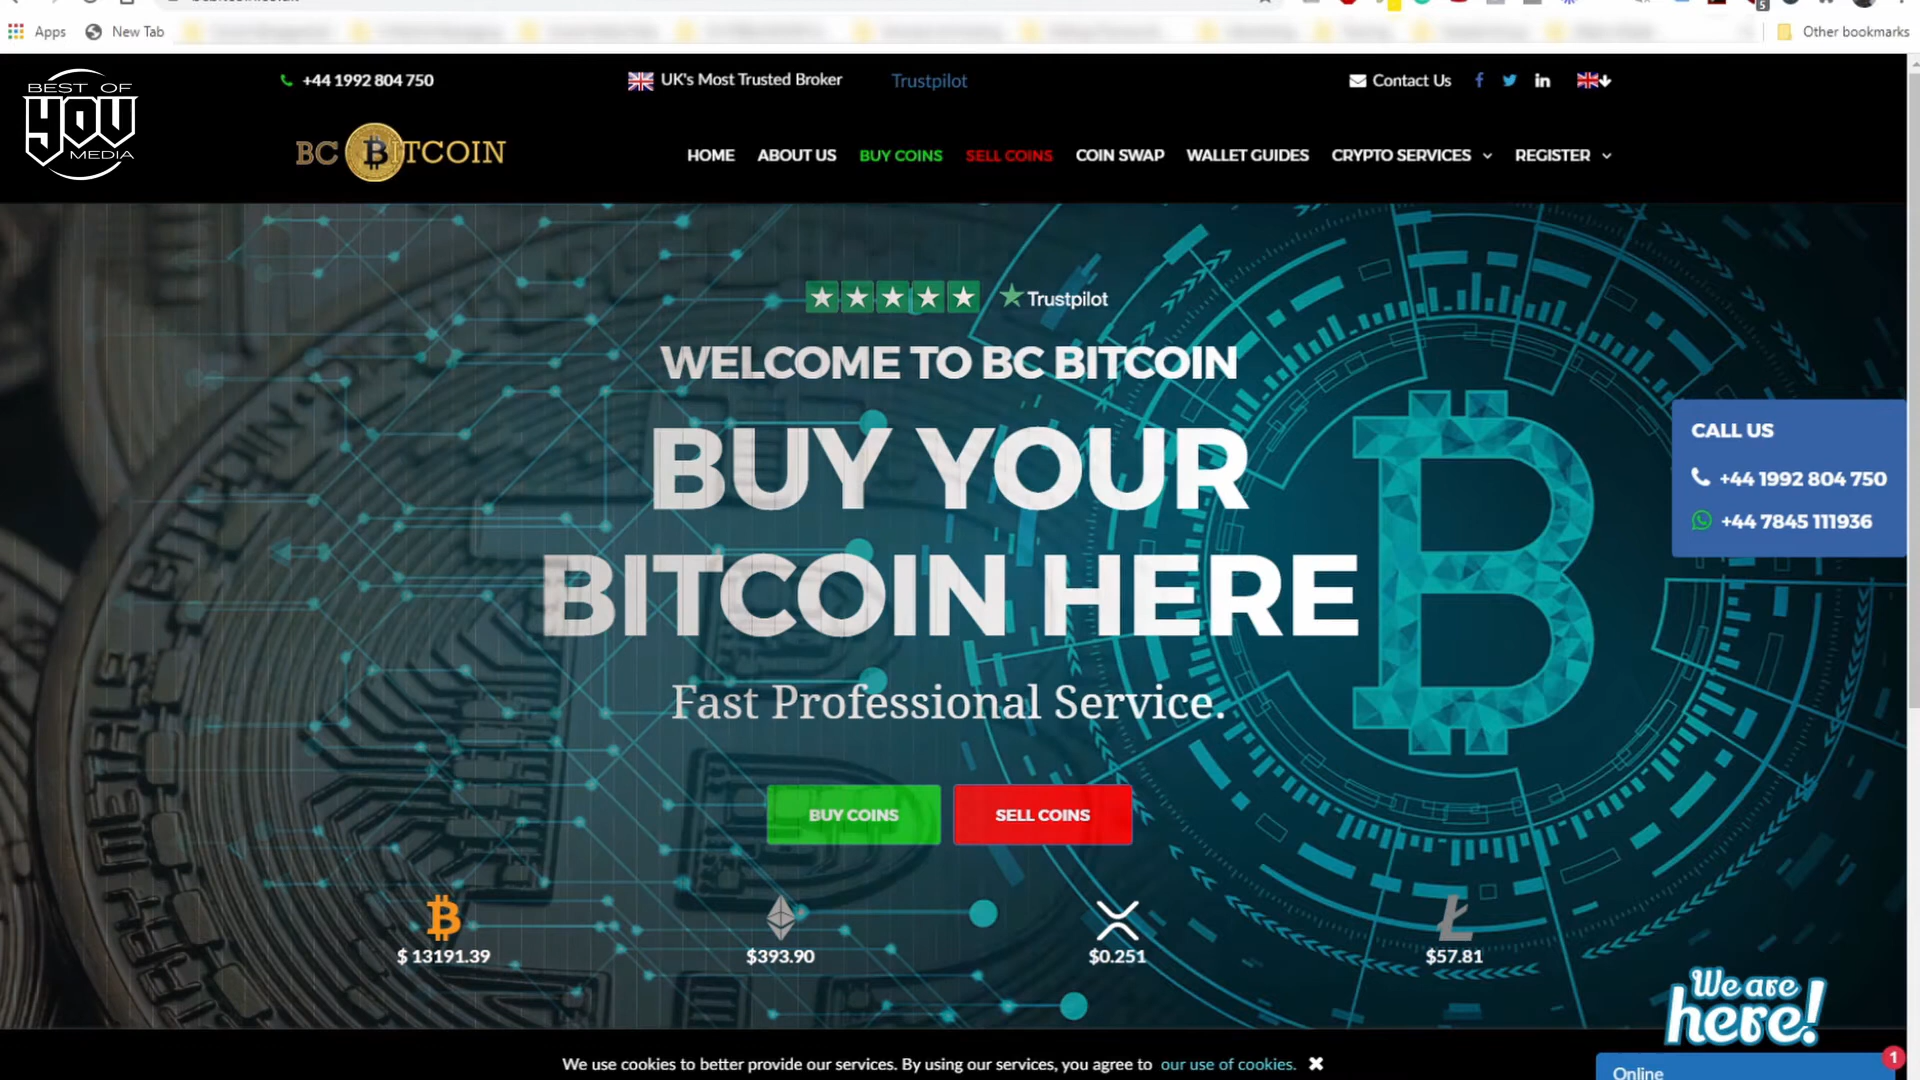 Apps
New Tab
Other bookmarks
BEST OF
YOU
MEDIA
+44 1992 804 750
UK's Most Trusted Broker
Trustpilot
Contact Us
BC BITCOIN
HOME
ABOUT US
BUY COINS
SELL COINS
COIN SWAP
WALLET GUIDES
CRYPTO SERVICES
REGISTER
Trustpilot
WELCOME TO BC BITCOIN
BUY YOUR
BITCOIN HERE
Fast Professional Service.
CALL US
+44 1992 804 750
+44 7845 111936
BUY COINS
SELL COINS
$ 13191.39
$393.90
$0.251
$57.81
We are
here!
We use cookies to better provide our services. By using our services, you agree to our use of cookies.
1
Online